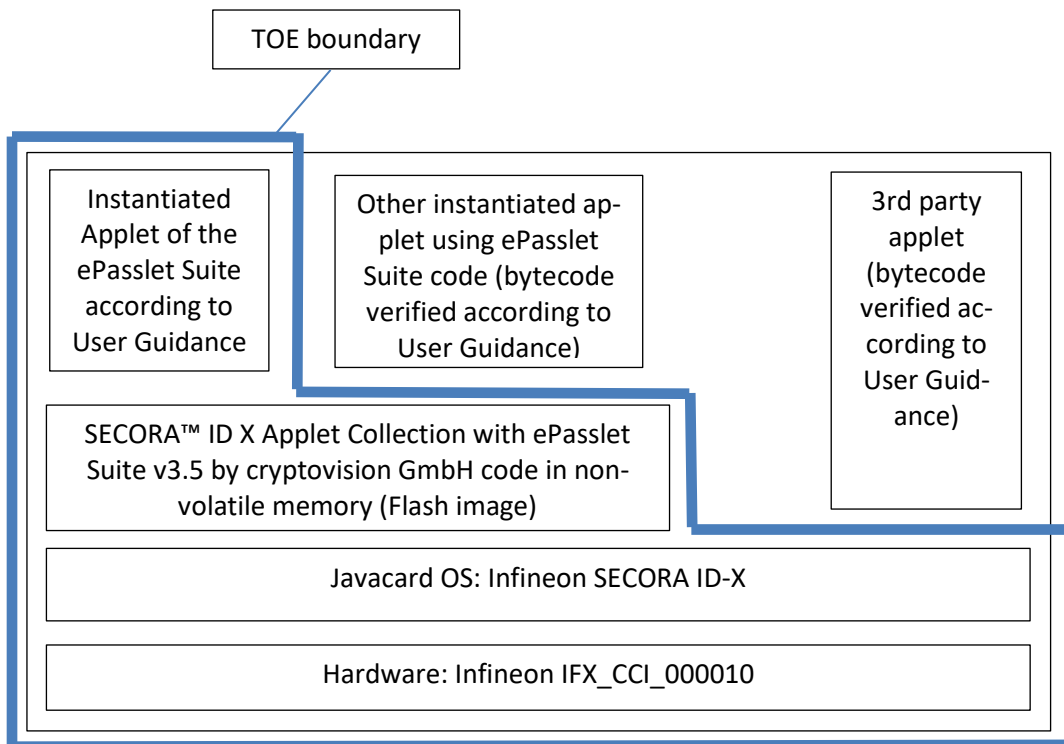 TOE boundary
Instantiated
Applet of the
ePasslet Suite
according to
User Guidance
Other instantiated ap-
plet using ePasslet
Suite code (bytecode
verified according to
User Guidance)
3rd party
applet
(bytecode
verified ac-
cording to
User Guid-
ance)
SECORA™ ID X Applet Collection with ePasslet
Suite v3.5 by cryptovision GmbH code in non-
volatile memory (Flash image)
Javacard OS: Infineon SECORA ID-X
Hardware: Infineon IFX_CCI_000010